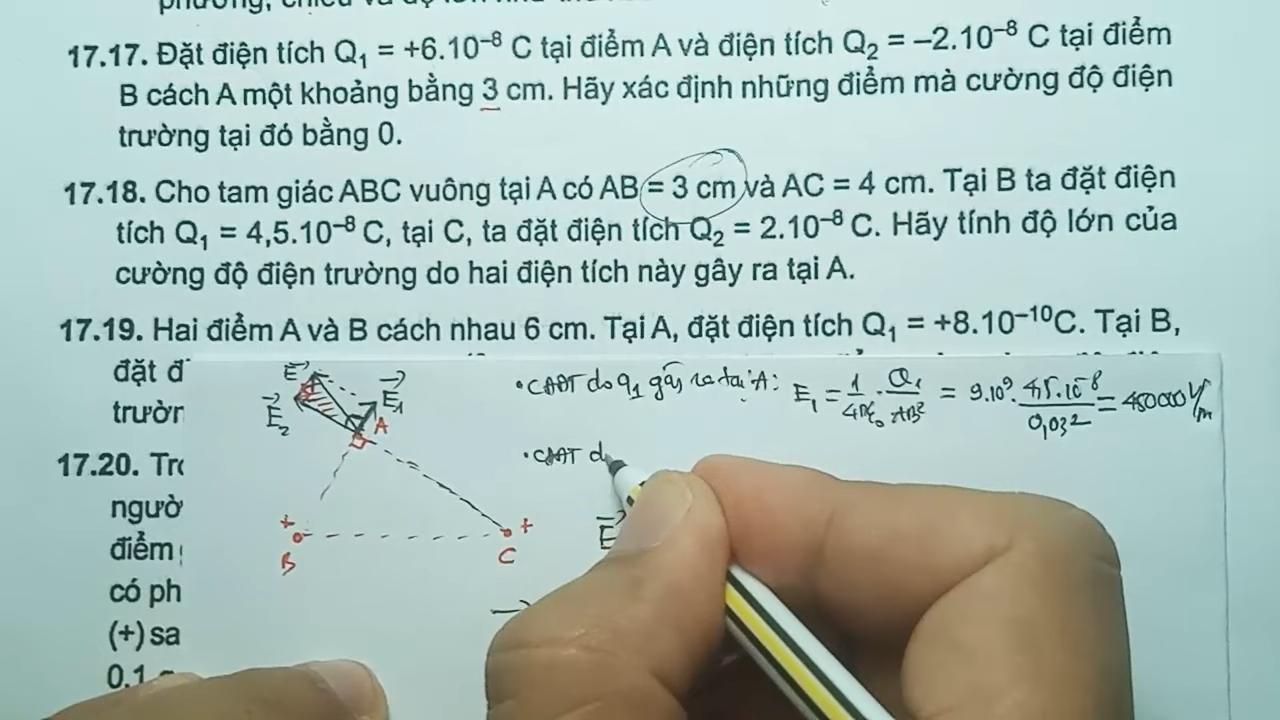 17.17. Đặt điện tích Q₁ = +6.10⁻⁸ C tại điểm A và điện tích Q₂ = –2.10⁻⁸ C tại điểm
B cách A một khoảng bằng 3 cm. Hãy xác định những điểm mà cường độ điện
trường tại đó bằng 0.
17.18. Cho tam giác ABC vuông tại A có AB = 3 cm và AC = 4 cm. Tại B ta đặt điện
tích Q₁ = 4,5.10⁻⁸ C, tại C, ta đặt điện tích Q₂ = 2.10⁻⁸ C. Hãy tính độ lớn của
cường độ điện trường do hai điện tích này gây ra tại A.
17.19. Hai điểm A và B cách nhau 6 cm. Tại A, đặt điện tích Q₁ = +8.10⁻¹⁰C. Tại B,
đặt đ
trườn
17.20. Trc
ngườ
điểm
có ph
(+) sa
0,1
E⃗
E⃗₂
E⃗₁
A
+
B
+
C
• CĐĐT do q₁ gây ra tại A: E₁ = 1/4πε₀ . Q₁/AB² = 9.10⁹. 4,5.10⁻⁸/0,03² = 450000 V/m
• CĐĐT d
E⃗